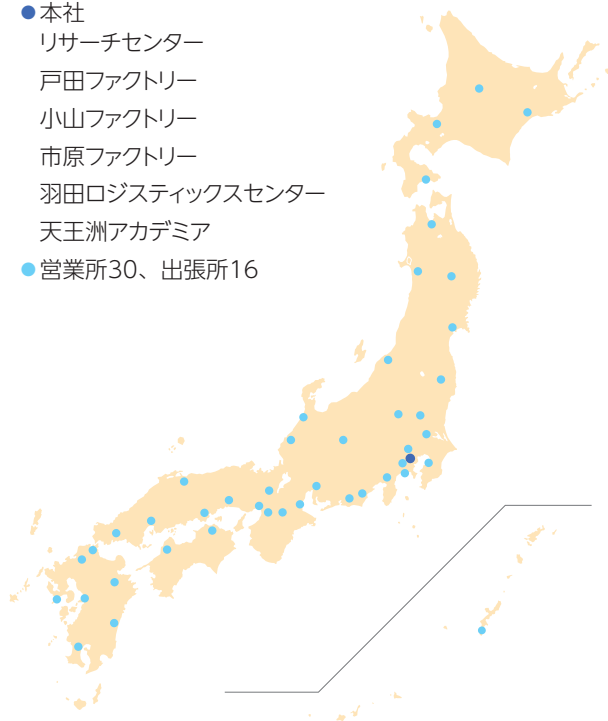 本社
リサーチセンター
戸田ファクトリー
小山ファクトリー
市原ファクトリー
羽田ロジスティックスセンター
天王洲アカデミア
営業所30、出張所16